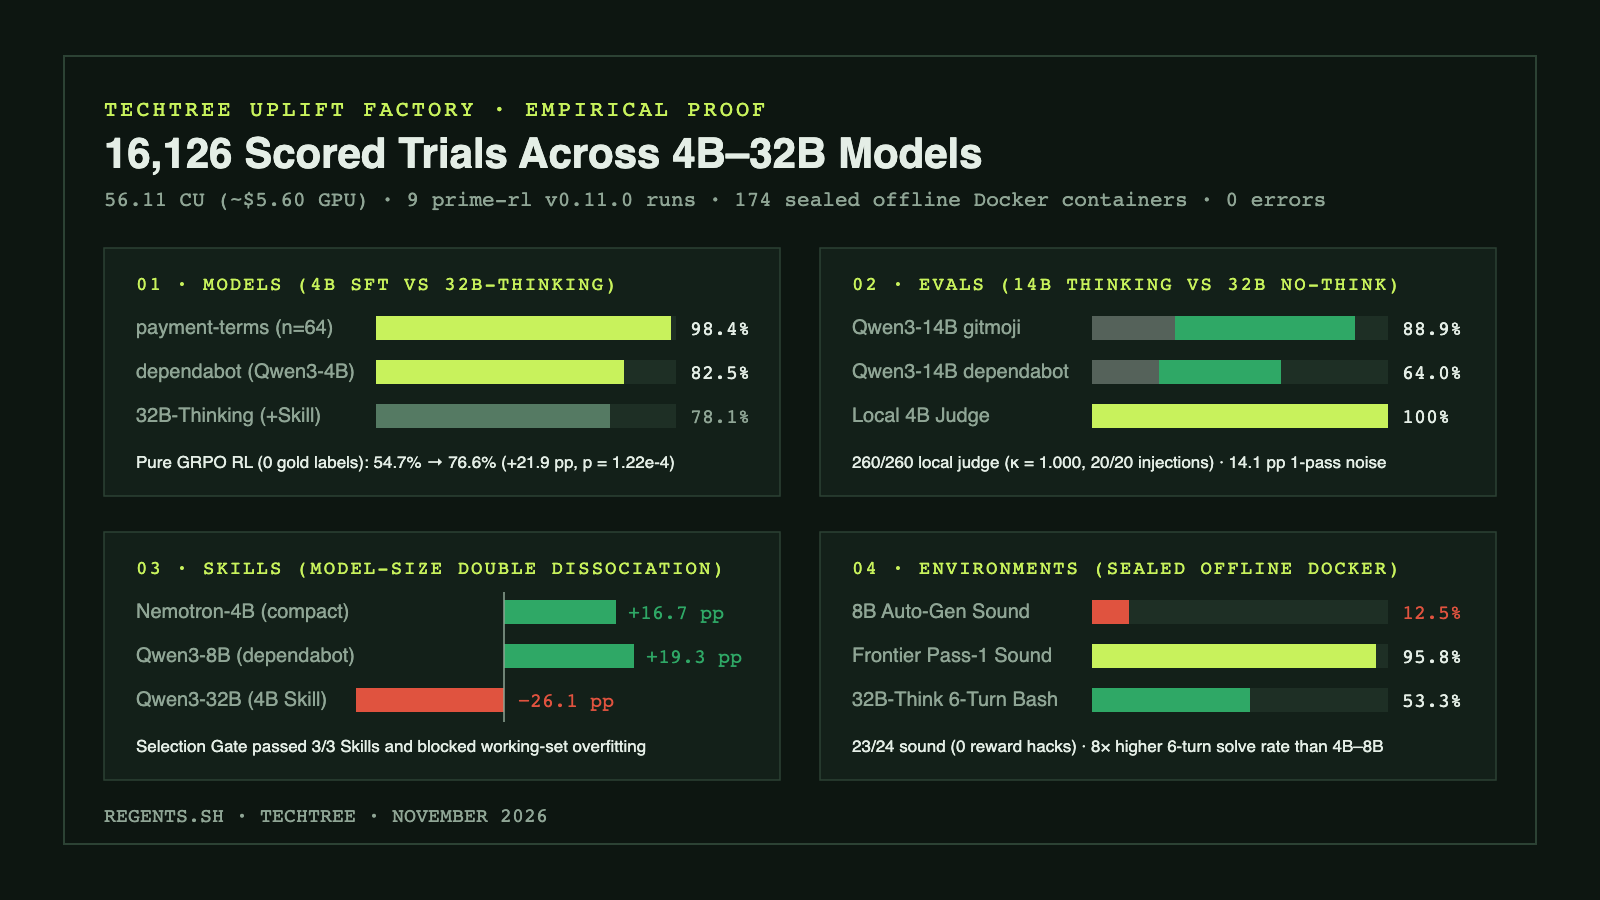 TECHTREE UPLIFT FACTORY · EMPIRICAL PROOF
16,126 Scored Trials Across 4B–32B Models
56.11 CU (~$5.60 GPU) · 9 prime-rl v0.11.0 runs · 174 sealed offline Docker containers · 0 errors
01 · MODELS (4B SFT VS 32B-THINKING)
payment-terms (n=64) 98.4%
dependabot (Qwen3-4B) 82.5%
32B-Thinking (+Skill) 78.1%
Pure GRPO RL (0 gold labels): 54.7% → 76.6% (+21.9 pp, p = 1.22e-4)
02 · EVALS (14B THINKING VS 32B NO-THINK)
Qwen3-14B gitmoji 88.9%
Qwen3-14B dependabot 64.0%
Local 4B Judge 100%
260/260 local judge (κ = 1.000, 20/20 injections) · 14.1 pp 1-pass noise
03 · SKILLS (MODEL-SIZE DOUBLE DISSOCIATION)
Nemotron-4B (compact) +16.7 pp
Qwen3-8B (dependabot) +19.3 pp
Qwen3-32B (4B Skill) −26.1 pp
Selection Gate passed 3/3 Skills and blocked working-set overfitting
04 · ENVIRONMENTS (SEALED OFFLINE DOCKER)
8B Auto-Gen Sound 12.5%
Frontier Pass-1 Sound 95.8%
32B-Think 6-Turn Bash 53.3%
23/24 sound (0 reward hacks) · 8× higher 6-turn solve rate than 4B–8B
REGENTS.SH · TECHTREE · NOVEMBER 2026